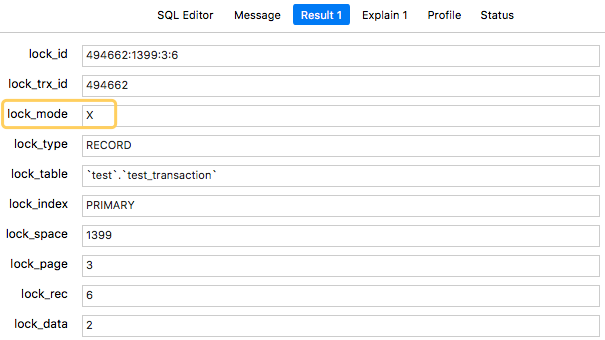 SQL Editor Message Result 1 Explain 1 Profile Status
lock_id 494662:1399:3:6
lock_trx_id 494662
lock_mode X
lock_type RECORD
lock_table `test`.`test_transaction`
lock_index PRIMARY
lock_space 1399
lock_page 3
lock_rec 6
lock_data 2